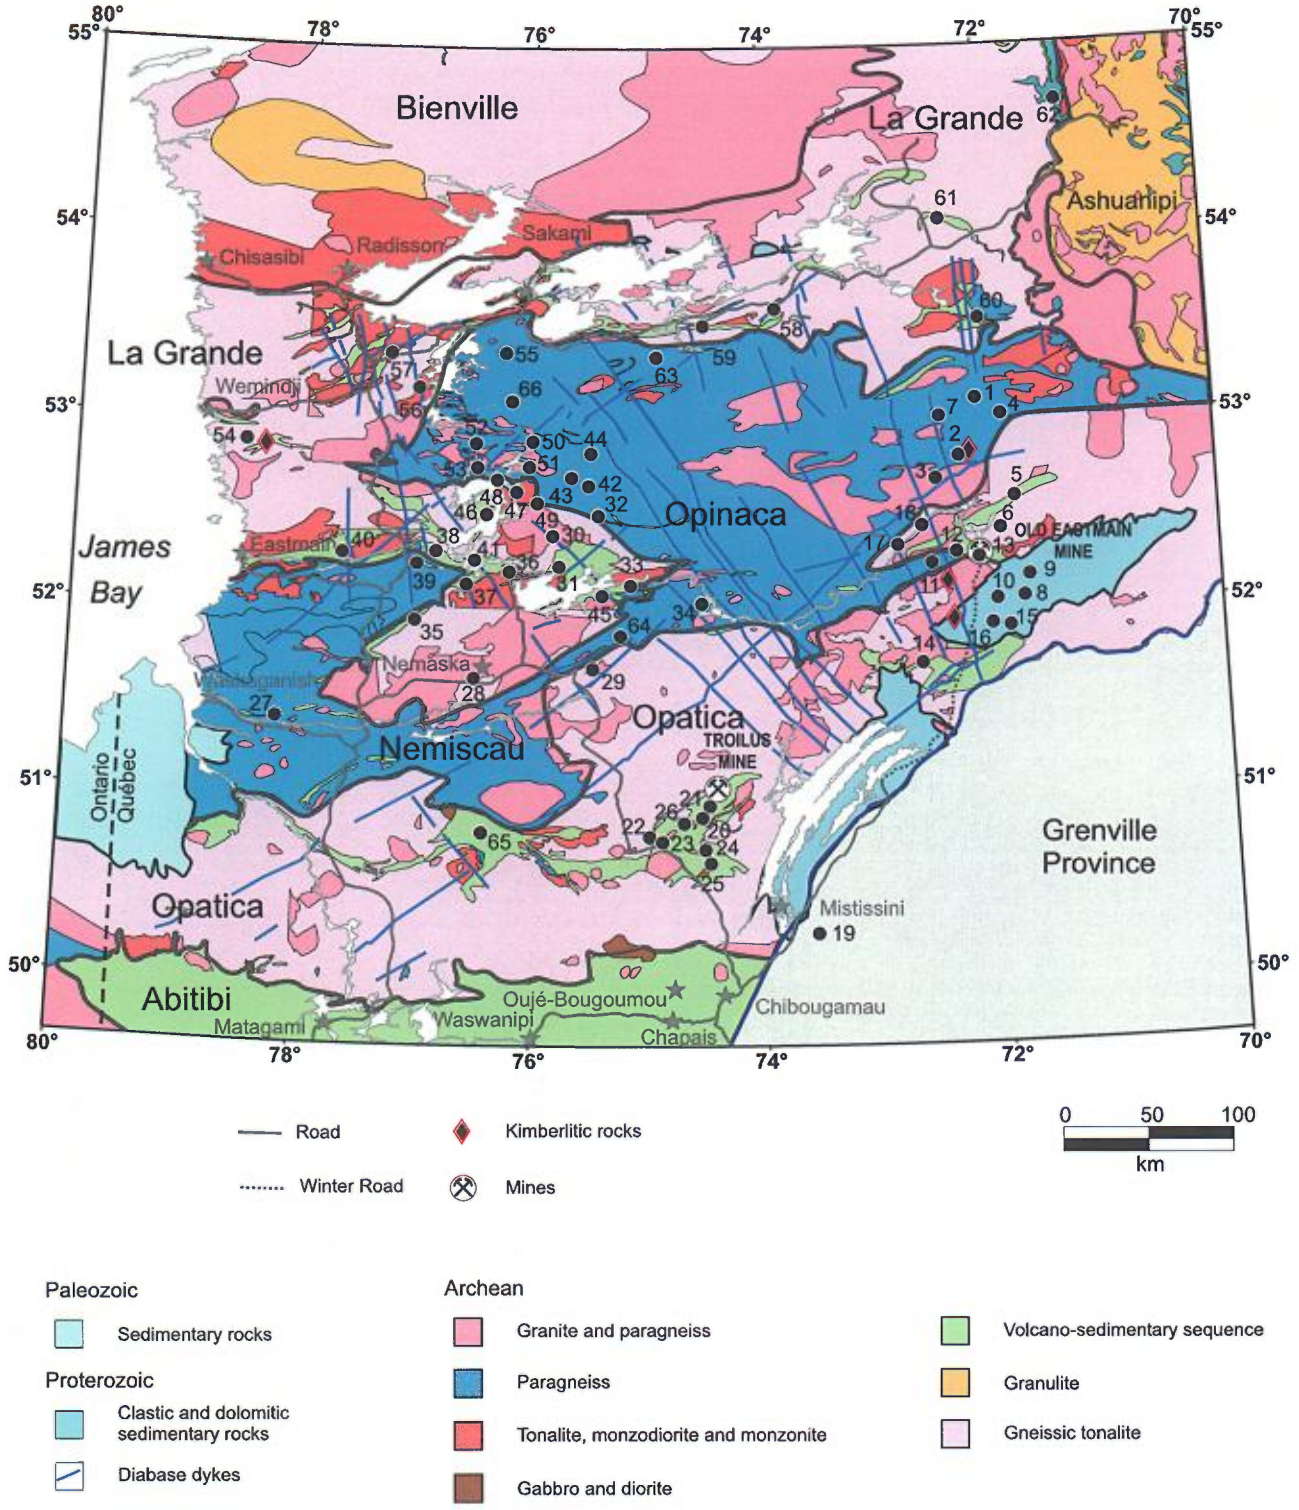 80°
78°
76°
74°
72°
70°
55°
55°
Bienville
La Grande
62
61
Ashuanipi
54°
54°
Sakami
Radisson
Chisasibi
60
58
59
La Grande
57
55
63
Wemindji
56
66
53°
53°
1
7
4
54
52
50
44
2
53
51
3
5
48
43
42
46
47
32
Opinaca
18
6
49
30
17
12
13
OLD EASTMAIN
MINE
James
Bay
Eastmain
40
38
41
36
31
33
39
37
11
10
9
8
52°
52°
45
34
35
64
16
15
14
Nemaska
Waskaganish
28
29
27
Opatica
TROILUS
MINE
Nemiscau
51°
51°
Ontario
Québec
21
26
20
22
23
24
65
25
Grenville
Province
Opatica
Mistissini
19
50°
50°
Abitibi
Oujé-Bougoumou
Chibougamau
Matagami
Waswanipi
Chapais
80°
78°
76°
74°
72°
70°
Road
Kimberlitic rocks
0 50 100
km
Winter Road
Mines
Paleozoic
Sedimentary rocks
Proterozoic
Clastic and dolomitic
sedimentary rocks
Diabase dykes
Archean
Granite and paragneiss
Paragneiss
Tonalite, monzodiorite and monzonite
Gabbro and diorite
Volcano-sedimentary sequence
Granulite
Gneissic tonalite